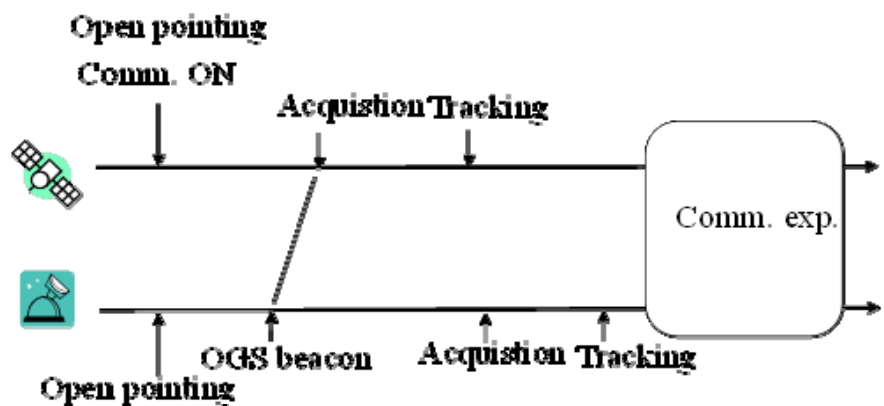 Open pointing
Comm. ON
Acquistion Tracking
Comm. exp.
OGS beacon
Acquistion Tracking
Open pointing